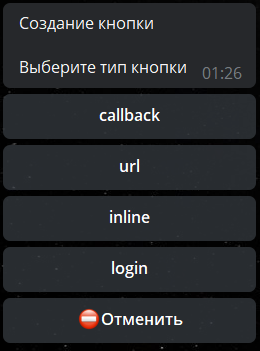 Создание кнопки
Выберите тип кнопки 01:26
callback
url
inline
login
⛔Отменить